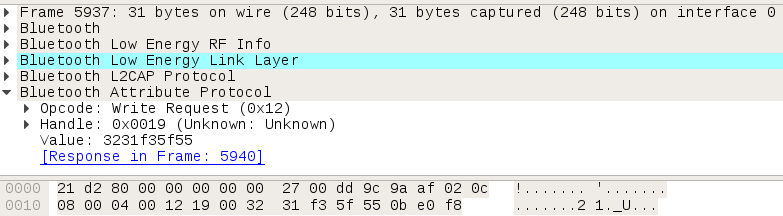 Frame 5937: 31 bytes on wire (248 bits), 31 bytes captured (248 bits) on interface 0
Bluetooth
Bluetooth Low Energy RF Info
Bluetooth Low Energy Link Layer
Bluetooth L2CAP Protocol
Bluetooth Attribute Protocol
Opcode: Write Request (0x12)
Handle: 0x0019 (Unknown: Unknown)
Value: 3231f35f55
[Response in Frame: 5940]
0000 21 d2 80 00 00 00 00 00 27 00 dd 9c 9a af 02 0c !....... '.......
0010 08 00 04 00 12 19 00 32 31 f3 5f 55 0b e0 f8 .......2 1._U...